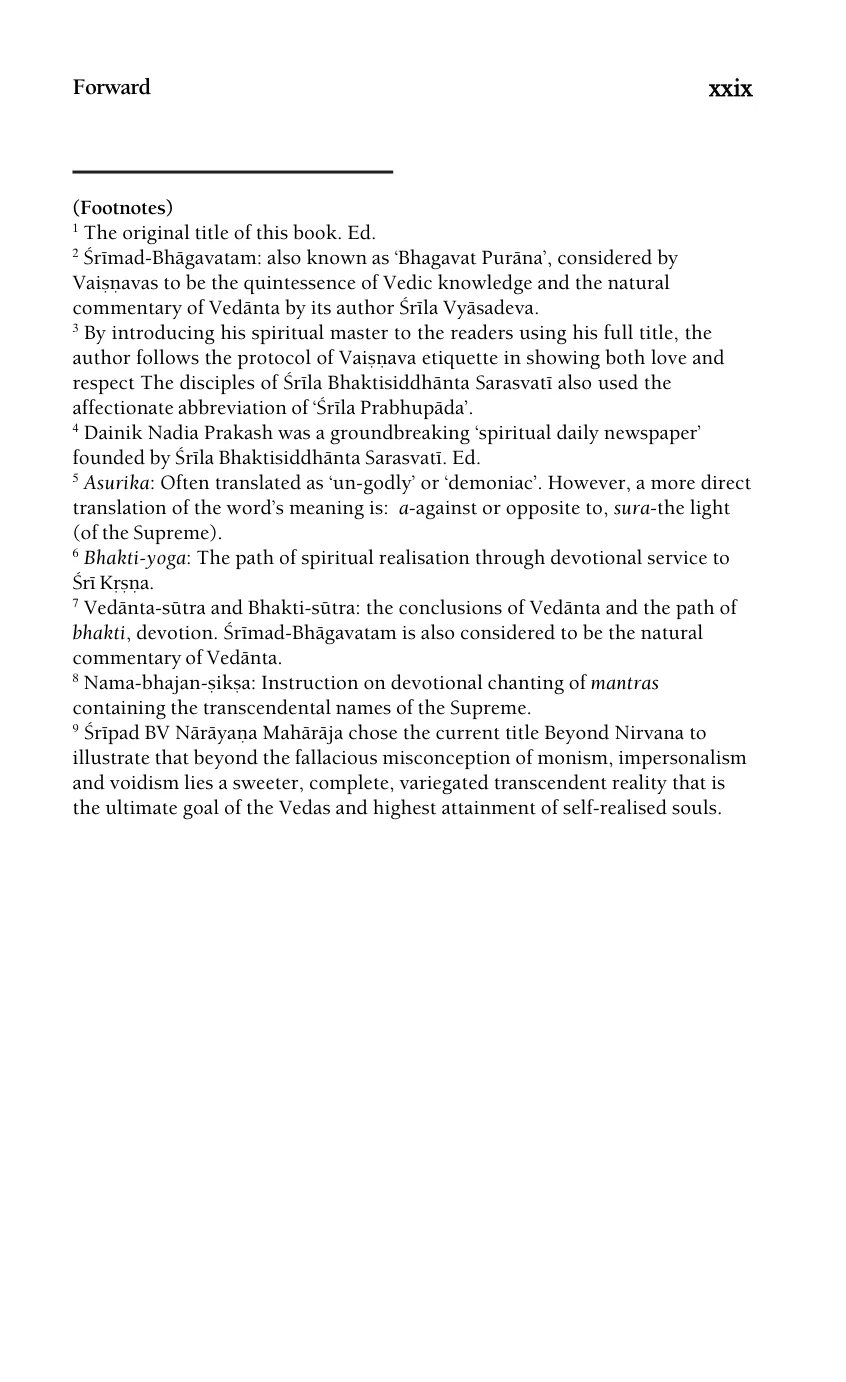 Forward
xxix
(Footnotes)
¹ The original title of this book. Ed.
² Śrīmad-Bhāgavatam: also known as ‘Bhagavat Purāna’, considered by
Vaiṣṇavas to be the quintessence of Vedic knowledge and the natural
commentary of Vedānta by its author Śrīla Vyāsadeva.
³ By introducing his spiritual master to the readers using his full title, the
author follows the protocol of Vaiṣṇava etiquette in showing both love and
respect The disciples of Śrīla Bhaktisiddhānta Sarasvatī also used the
affectionate abbreviation of ‘Śrīla Prabhupāda’.
⁴ Dainik Nadia Prakash was a groundbreaking ‘spiritual daily newspaper’
founded by Śrīla Bhaktisiddhānta Sarasvatī. Ed.
⁵ Asurika: Often translated as ‘un-godly’ or ‘demoniac’. However, a more direct
translation of the word’s meaning is:  a-against or opposite to, sura-the light
(of the Supreme).
⁶ Bhakti-yoga: The path of spiritual realisation through devotional service to
Śrī Kṛṣṇa.
⁷ Vedānta-sūtra and Bhakti-sūtra: the conclusions of Vedānta and the path of
bhakti, devotion. Śrīmad-Bhāgavatam is also considered to be the natural
commentary of Vedānta.
⁸ Nama-bhajan-ṣikṣa: Instruction on devotional chanting of mantras
containing the transcendental names of the Supreme.
⁹ Śrīpad BV Nārāyaṇa Mahārāja chose the current title Beyond Nirvana to
illustrate that beyond the fallacious misconception of monism, impersonalism
and voidism lies a sweeter, complete, variegated transcendent reality that is
the ultimate goal of the Vedas and highest attainment of self-realised souls.